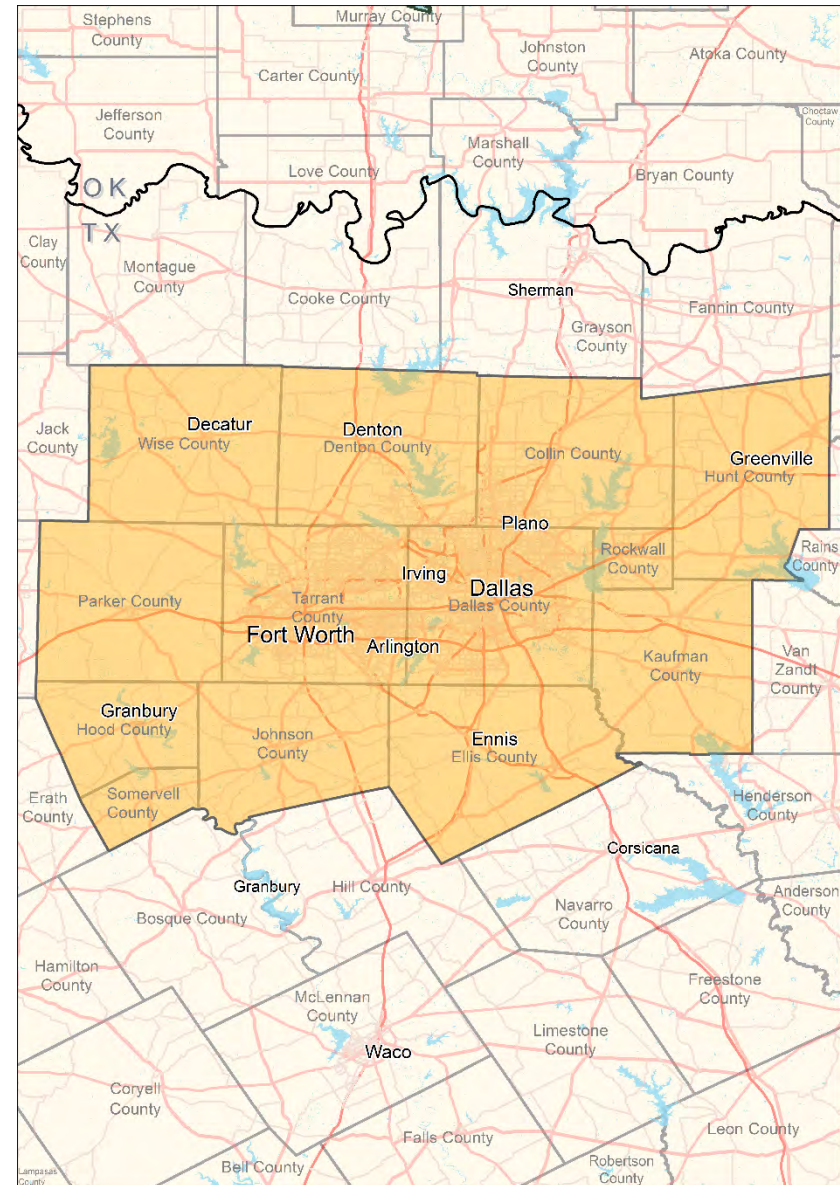 Stephens
County
Murray County
Johnston
County
Atoka County
Carter County
Jefferson
County
Choctaw
County
Marshall
County
Love County
Bryan County
OK
TX
Clay
County
Montague
County
Cooke County
Sherman
Fannin County
Grayson
County
Jack
County
Decatur
Wise County
Denton
Denton County
Collin County
Greenville
Hunt County
Plano
Rockwall
County
Rains
County
Irving
Dallas
Dallas County
Parker County
Tarrant
County
Fort Worth
Arlington
Kaufman
County
Van
Zandt
County
Granbury
Hood County
Johnson
County
Ennis
Ellis County
Erath
County
Somervell
County
Henderson
County
Corsicana
Granbury
Hill County
Anderson
County
Bosque County
Navarro
County
Hamilton
County
Freestone
County
McLennan
County
Limestone
County
Waco
Coryell
County
Falls County
Leon County
Lampasas
County
Bell County
Robertson
County